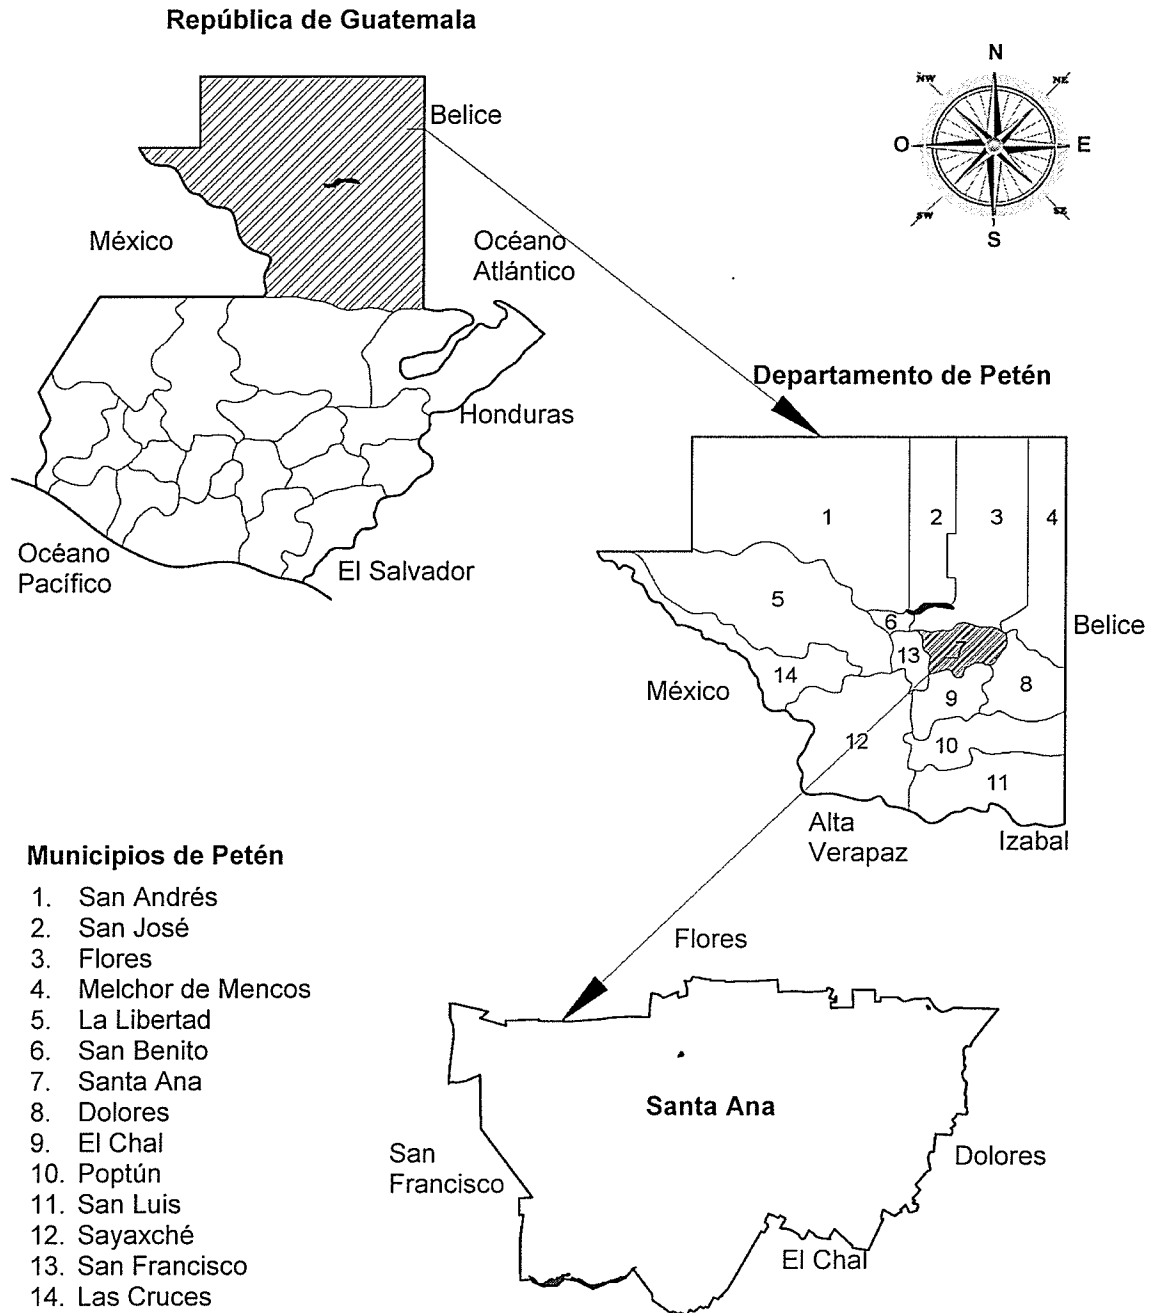 República de Guatemala
N
NW
NE
O
E
SW
SE
S
Belice
México
Océano
Atlántico
Honduras
Océano
Pacífico
El Salvador
Departamento de Petén
1
2
3
4
5
6
7
13
14
8
9
12
10
11
Belice
México
Alta
Verapaz
Izabal
Municipios de Petén
1. San Andrés
2. San José
3. Flores
4. Melchor de Mencos
5. La Libertad
6. San Benito
7. Santa Ana
8. Dolores
9. El Chal
10. Poptún
11. San Luis
12. Sayaxché
13. San Francisco
14. Las Cruces
Flores
Santa Ana
San
Francisco
Dolores
El Chal